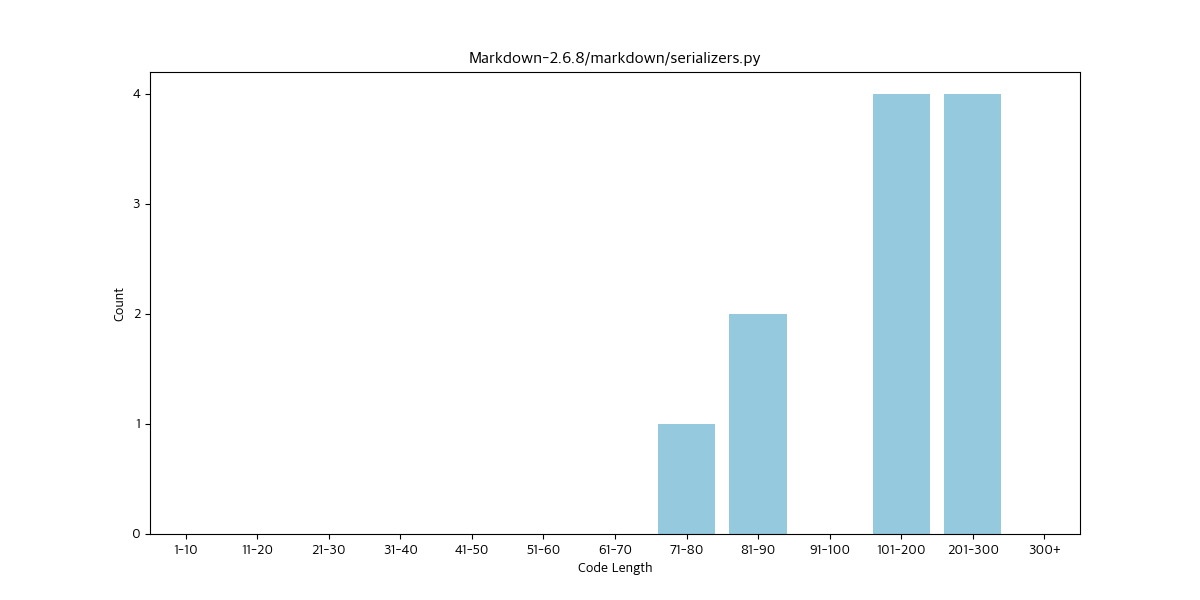 Markdown-2.6.8/markdown/serializers.py
4
3
2
1
0
Count
1-10 11-20 21-30 31-40 41-50 51-60 61-70 71-80 81-90 91-100 101-200 201-300 300+
Code Length